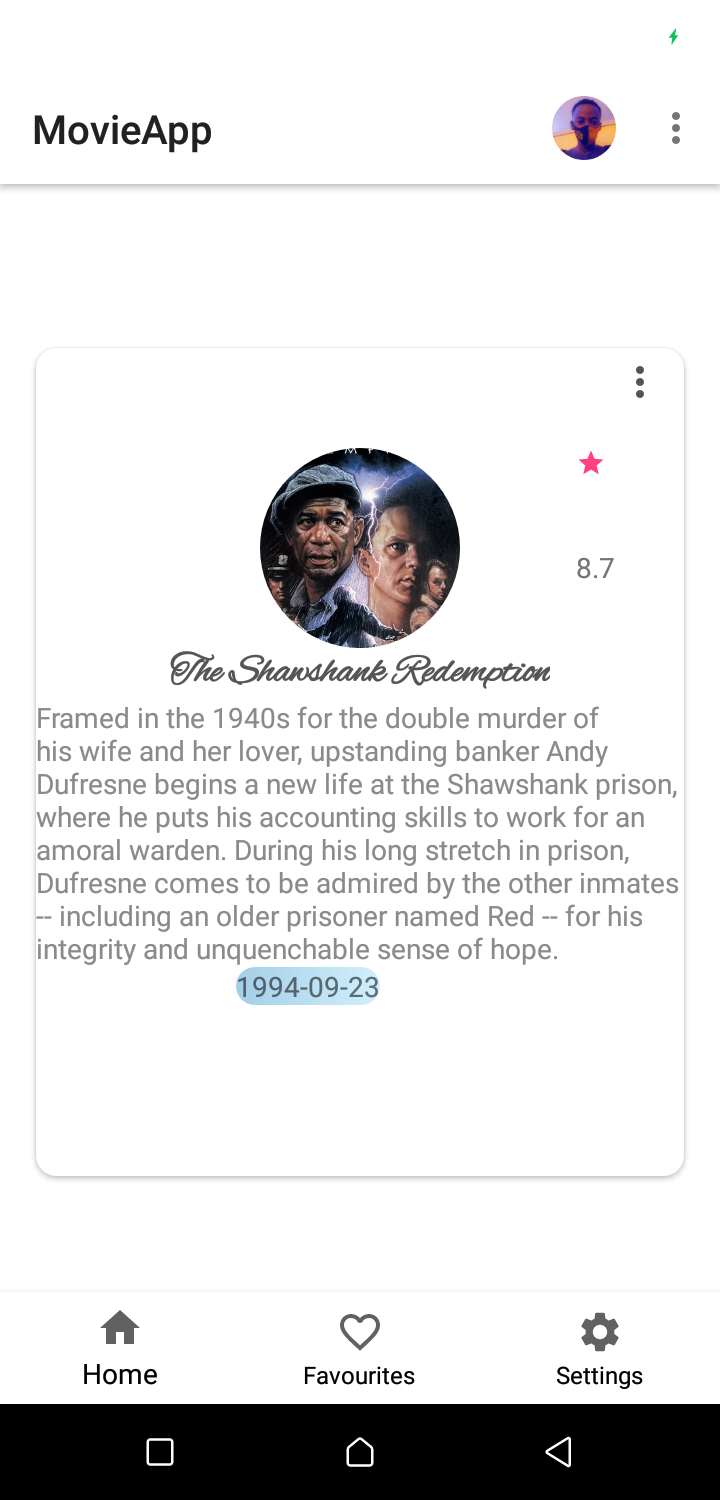 MovieApp
8.7
The Shawshank Redemption
Framed in the 1940s for the double murder of
his wife and her lover, upstanding banker Andy
Dufresne begins a new life at the Shawshank prison,
where he puts his accounting skills to work for an
amoral warden. During his long stretch in prison,
Dufresne comes to be admired by the other inmates
-- including an older prisoner named Red -- for his
integrity and unquenchable sense of hope.
1994-09-23
Home
Favourites
Settings